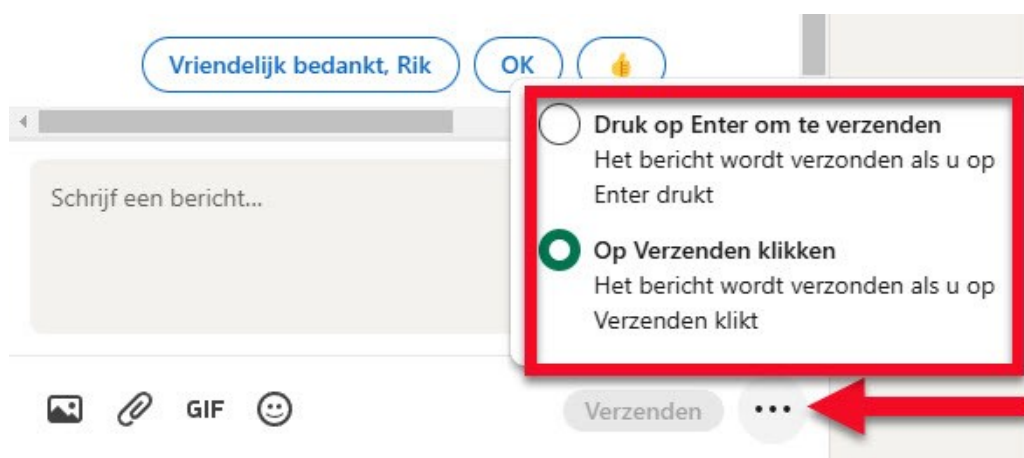 Vriendelijk bedankt, Rik
OK
👍
Druk op Enter om te verzenden
Het bericht wordt verzonden als u op
Enter drukt
Op Verzenden klikken
Het bericht wordt verzonden als u op
Verzenden klikt
Schrijf een bericht...
GIF
Verzenden